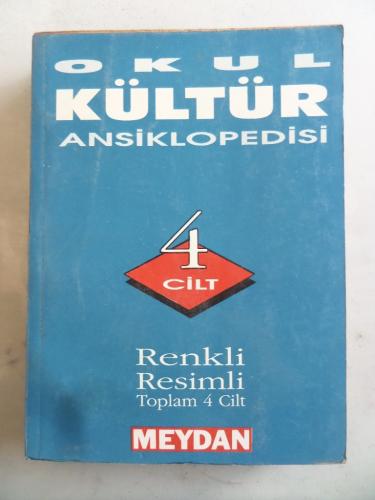 OKUL
KÜLTÜR
ANSİKLOPEDİSİ
4
CİLT
Renkli
Resimli
Toplam 4 Cilt
MEYDAN